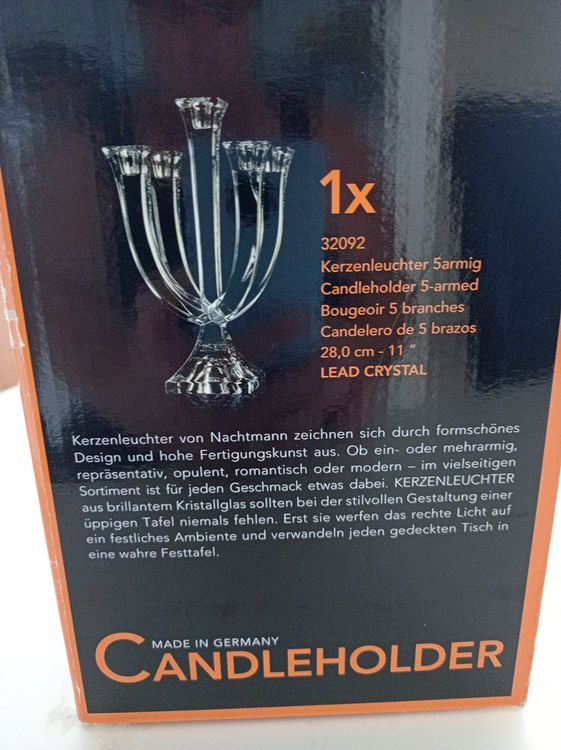 1x
32092
Kerzenleuchter 5armig
Candleholder 5-armed
Bougeoir 5 branches
Candelero de 5 brazos
28,0 cm - 11 “
LEAD CRYSTAL
Kerzenleuchter von Nachtmann zeichnen sich durch formschönes
Design und hohe Fertigungskunst aus. Ob ein- oder mehrarmig,
repräsentativ, opulent, romantisch oder modern – im vielseitigen
Sortiment ist für jeden Geschmack etwas dabei. KERZENLEUCHTER
aus brillantem Kristallglas sollten bei der stilvollen Gestaltung einer
üppigen Tafel niemals fehlen. Erst sie werfen das rechte Licht auf
ein festliches Ambiente und verwandeln jeden gedeckten Tisch in
eine wahre Festtafel.
MADE IN GERMANY
CANDLEHOLDER